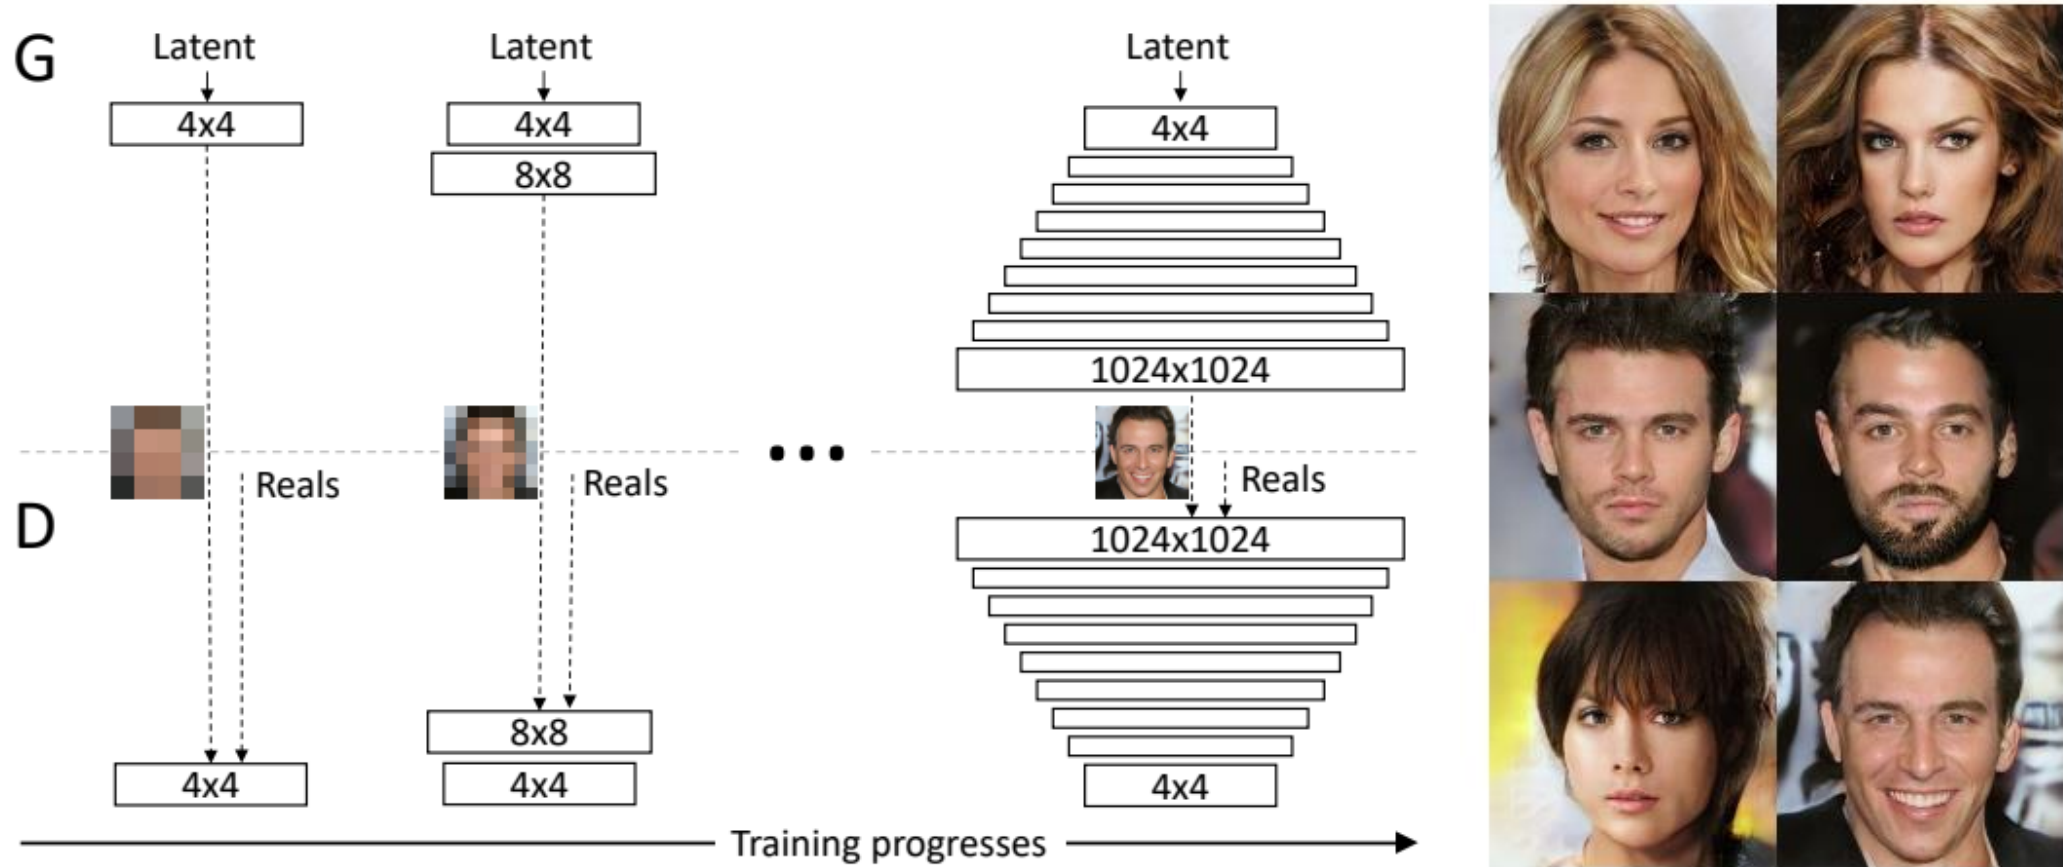 G
Latent
Latent
Latent
4x4
4x4
4x4
8x8
1024x1024
Reals
Reals
Reals
D
1024x1024
8x8
4x4
4x4
4x4
Training progresses